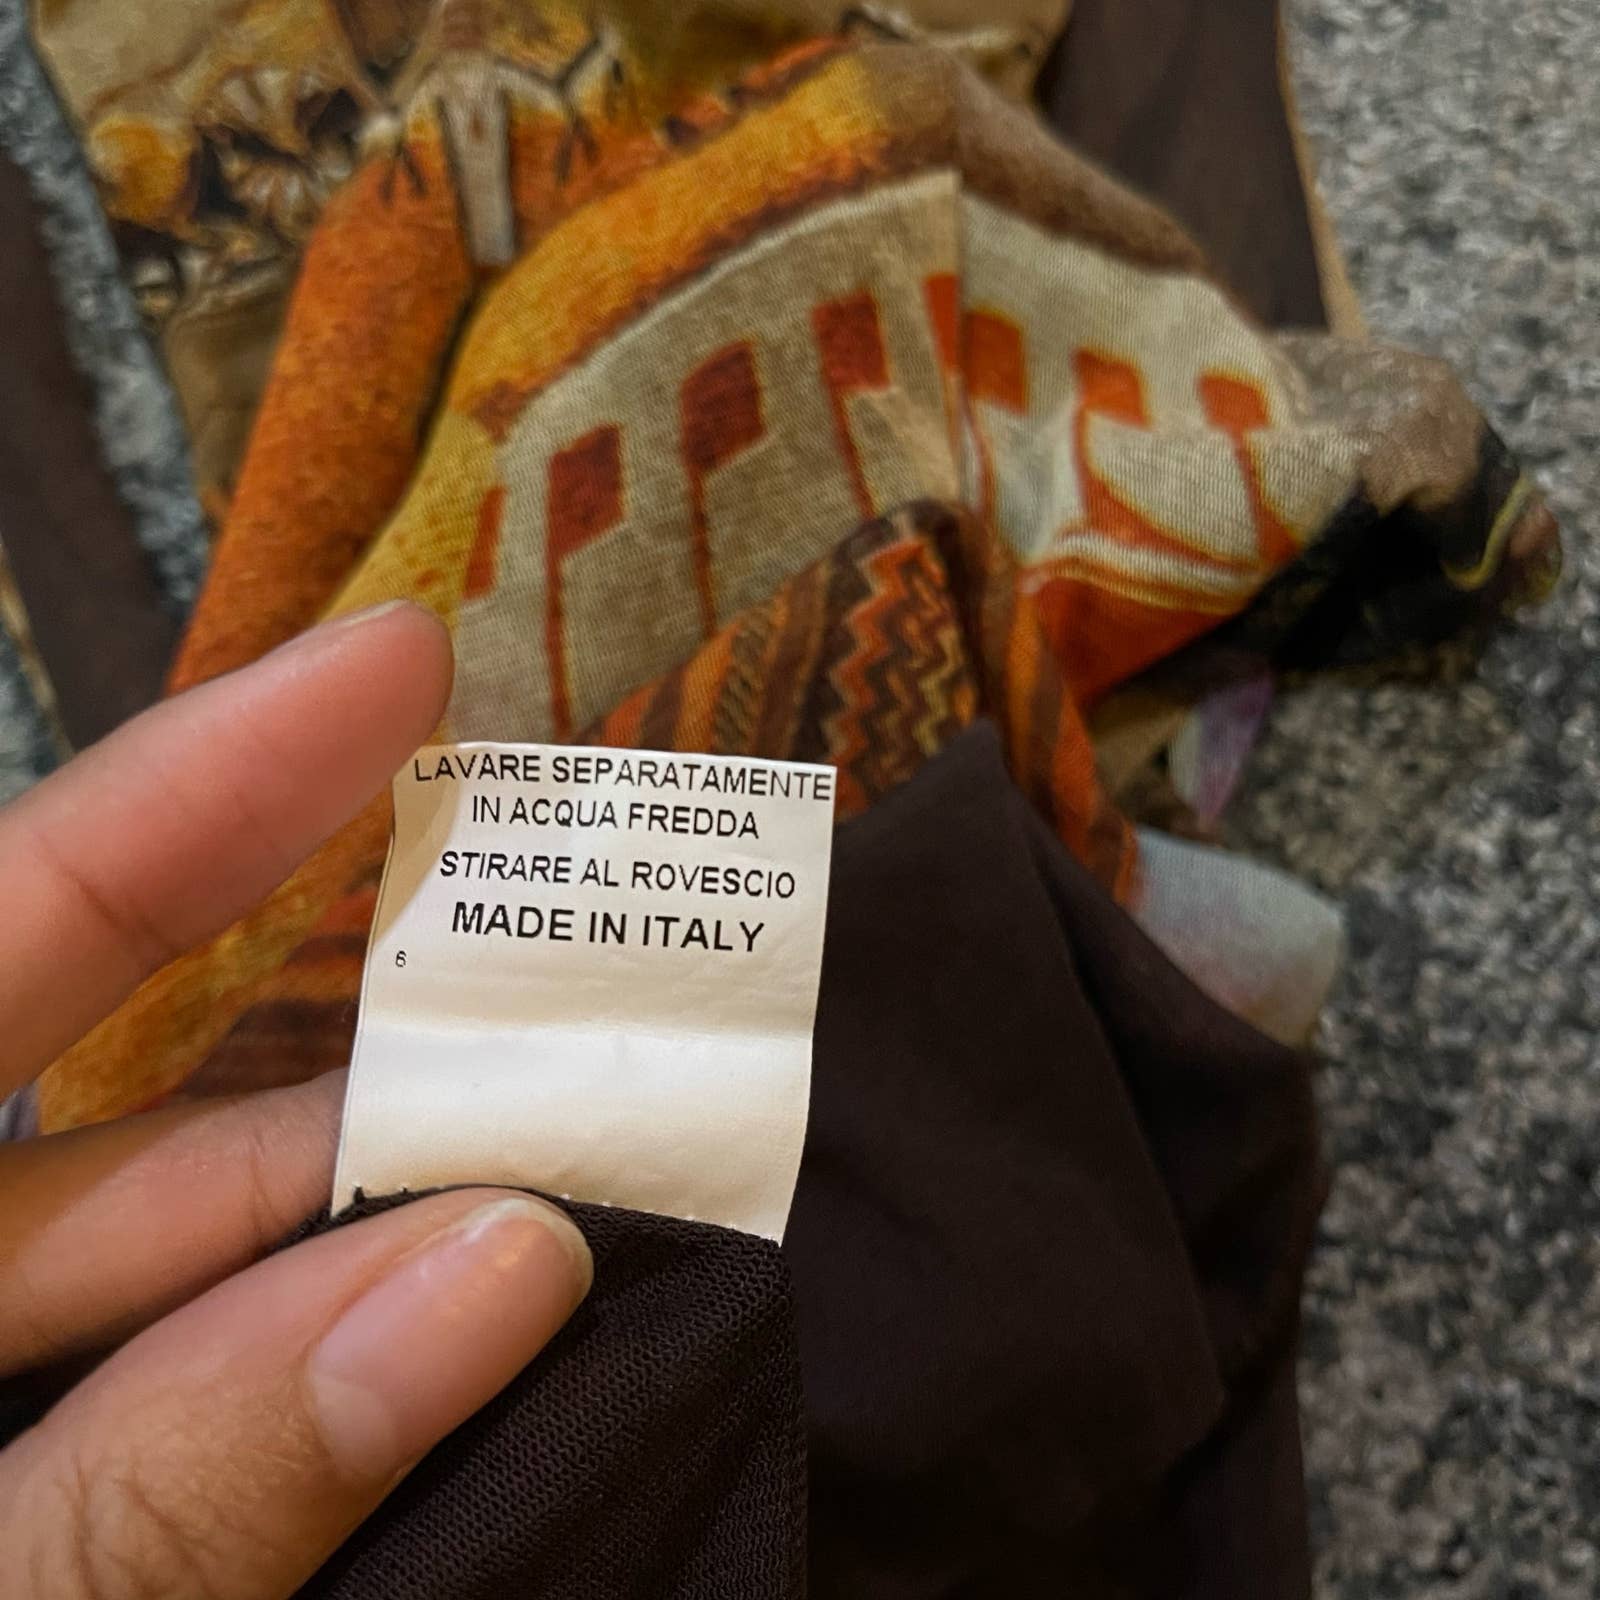 LAVARE SEPARATAMENTE
IN ACQUA FREDDA
STIRARE AL ROVESCIO
MADE IN ITALY
6